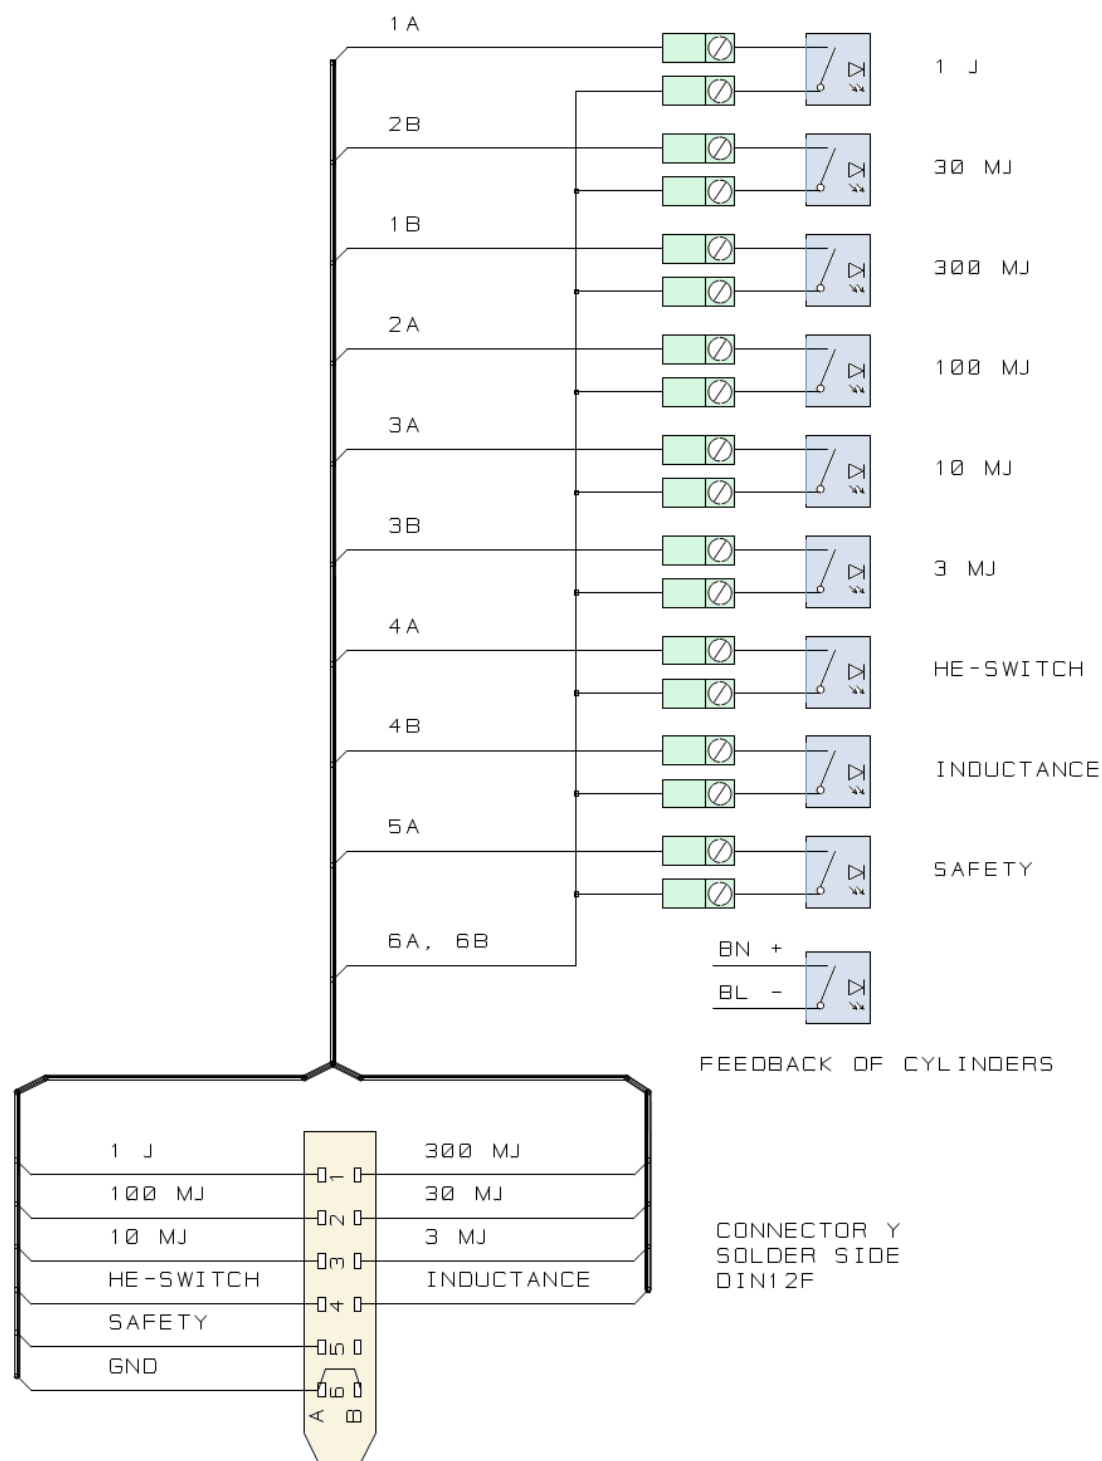 1A
1 J
2B
30 MJ
1B
300 MJ
2A
100 MJ
3A
10 MJ
3B
3 MJ
4A
HE-SWITCH
4B
INDUCTANCE
5A
SAFETY
6A, 6B
BN +
BL -
FEEDBACK OF CYLINDERS
1 J
300 MJ
1
100 MJ
30 MJ
2
10 MJ
3 MJ
3
HE-SWITCH
INDUCTANCE
4
SAFETY
5
GND
6
A
B
CONNECTOR Y
SOLDER SIDE
DIN12F